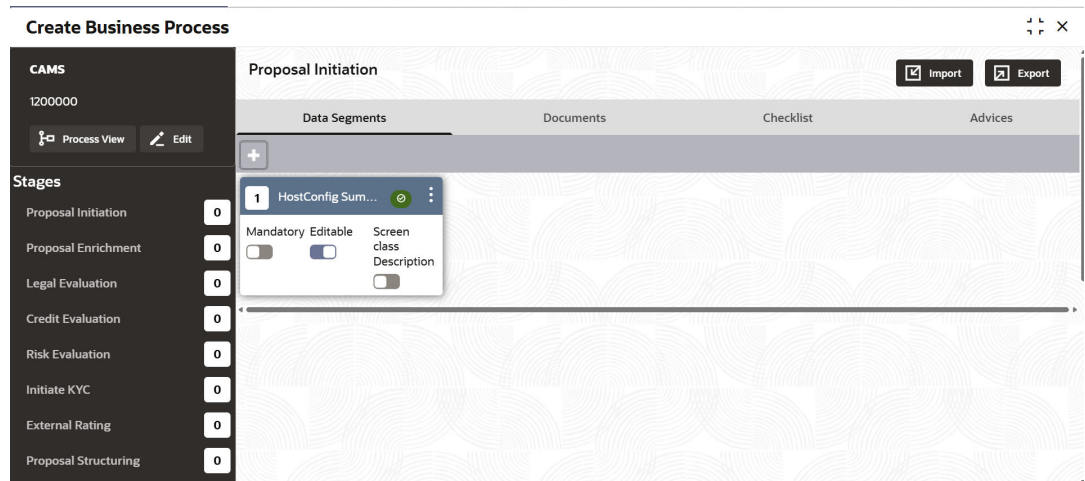 Create Business Process
CAMS
1200000
Process View
Edit
Stages
Proposal Initiation 0
Proposal Enrichment 0
Legal Evaluation 0
Credit Evaluation 0
Risk Evaluation 0
Initiate KYC 0
External Rating 0
Proposal Structuring 0
Proposal Initiation
Import
Export
Data Segments
Documents
Checklist
Advices
1 HostConfig Sum...
Mandatory
Editable
Screen
class
Description